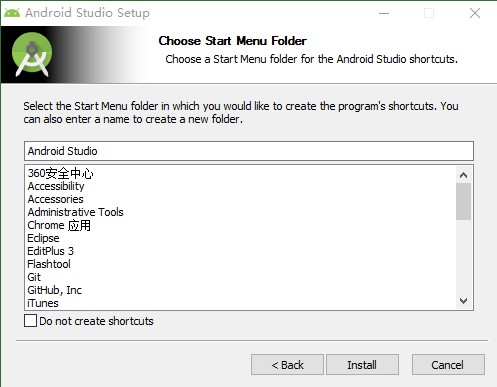 Android Studio Setup
Choose Start Menu Folder
Choose a Start Menu folder for the Android Studio shortcuts.
Select the Start Menu folder in which you would like to create the program's shortcuts. You
can also enter a name to create a new folder.
Android Studio
360安全中心
Accessibility
Accessories
Administrative Tools
Chrome 应用
Eclipse
EditPlus 3
Flashtool
Git
GitHub, Inc
iTunes
Do not create shortcuts
< Back
Install
Cancel